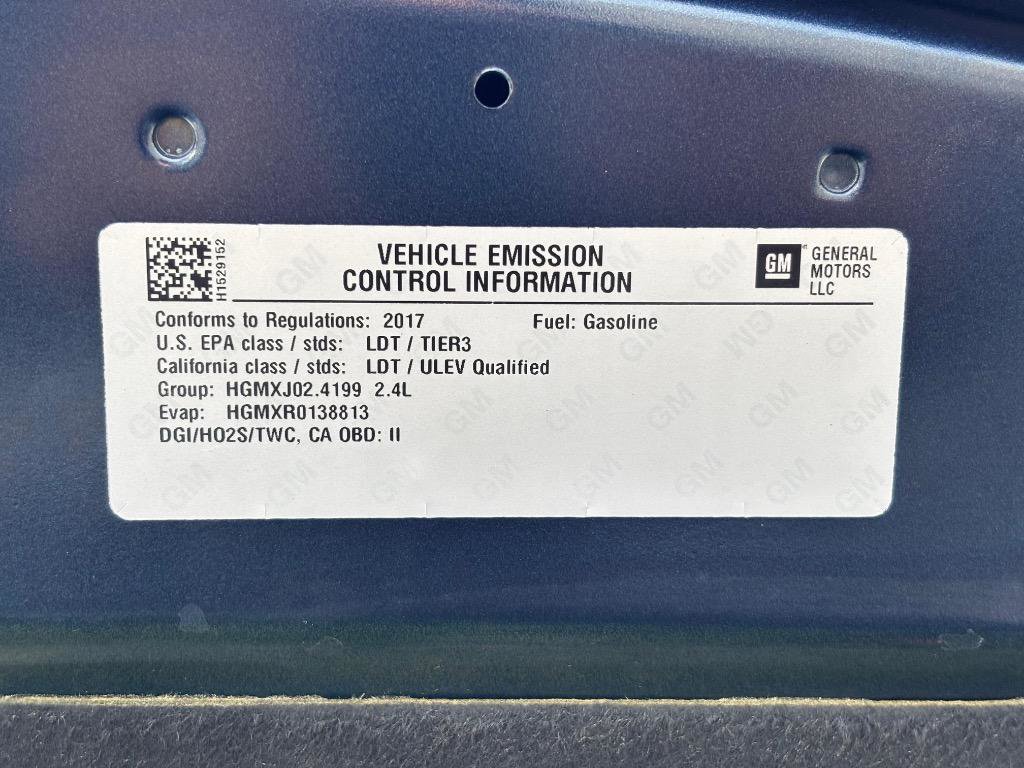 H1529152
VEHICLE EMISSION
CONTROL INFORMATION
GM
GENERAL
MOTORS
LLC
Conforms to Regulations: 2017 Fuel: Gasoline
U.S. EPA class / stds: LDT / TIER3
California class / stds: LDT / ULEV Qualified
Group: HGMXJ02.4199 2.4L
Evap: HGMXR0138813
DGI/HO2S/TWC, CA OBD: II